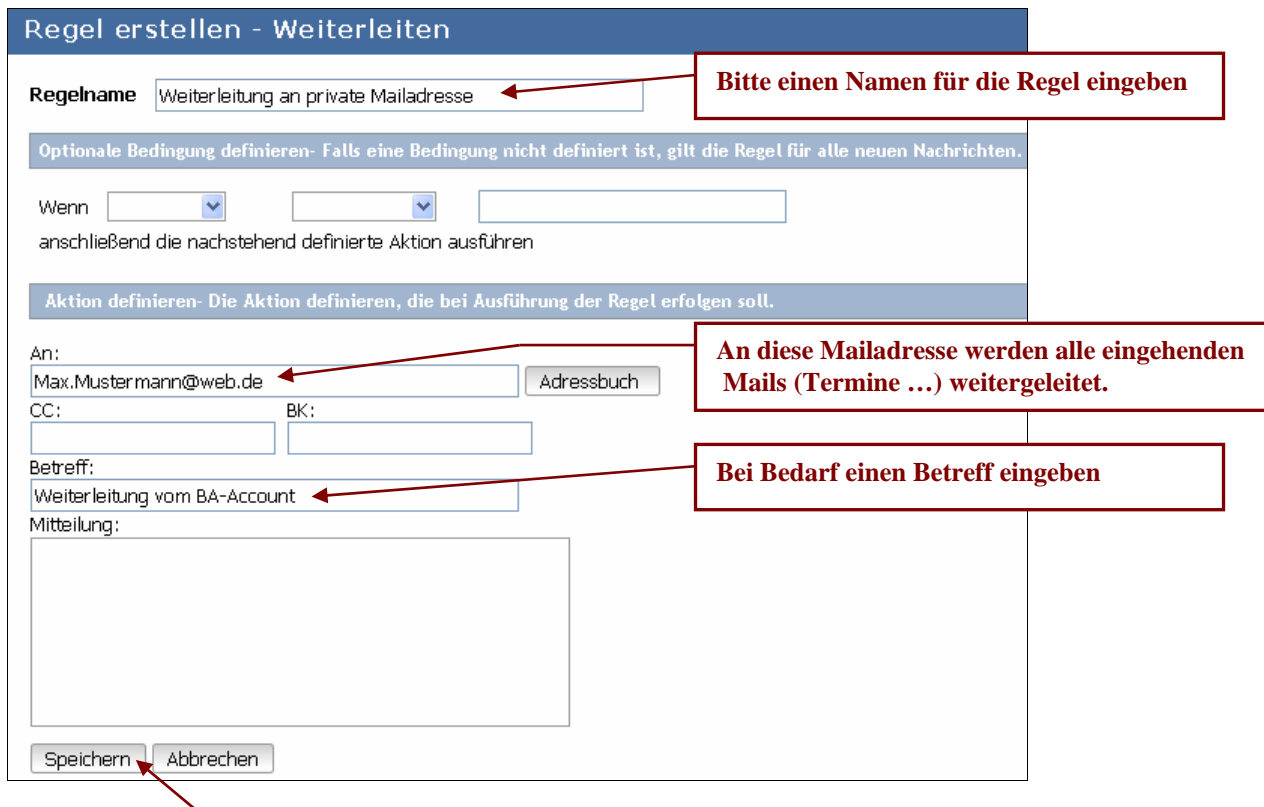 Regel erstellen - Weiterleiten
Bitte einen Namen für die Regel eingeben
Regelname Weiterleitung an private Mailadresse
Optionale Bedingung definieren- Falls eine Bedingung nicht definiert ist, gilt die Regel für alle neuen Nachrichten.
Wenn
anschließend die nachstehend definierte Aktion ausführen
Aktion definieren- Die Aktion definieren, die bei Ausführung der Regel erfolgen soll.
An diese Mailadresse werden alle eingehenden
Mails (Termine …) weitergeleitet.
An:
Max.Mustermann@web.de Adressbuch
CC: BK:
Bei Bedarf einen Betreff eingeben
Betreff:
Weiterleitung vom BA-Account
Mitteilung:
Speichern Abbrechen